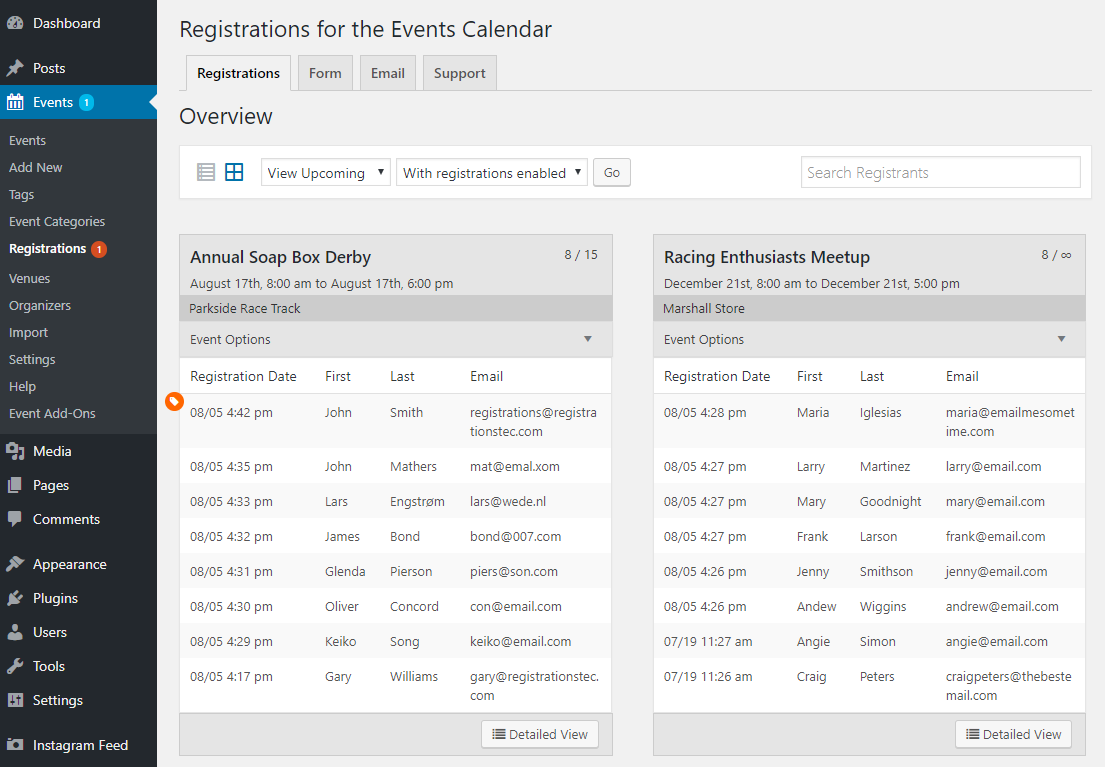 Dashboard
Posts
Events 1
Events
Add New
Tags
Event Categories
Registrations 1
Venues
Organizers
Import
Settings
Help
Event Add-Ons
Media
Pages
Comments
Appearance
Plugins
Users
Tools
Settings
Instagram Feed
Registrations for the Events Calendar
Registrations Form Email Support
Overview
View Upcoming With registrations enabled Go Search Registrants
Annual Soap Box Derby 8 / 15
August 17th, 8:00 am to August 17th, 6:00 pm
Parkside Race Track
Event Options
Registration Date First Last Email
08/05 4:42 pm John Smith registrations@registra
tionstec.com
08/05 4:35 pm John Mathers mat@emal.xom
08/05 4:33 pm Lars Engstrøm lars@wede.nl
08/05 4:32 pm James Bond bond@007.com
08/05 4:31 pm Glenda Pierson piers@son.com
08/05 4:30 pm Oliver Concord con@email.com
08/05 4:29 pm Keiko Song keiko@email.com
08/05 4:17 pm Gary Williams gary@registrationstec.
com
Detailed View
Racing Enthusiasts Meetup 8 / ∞
December 21st, 8:00 am to December 21st, 5:00 pm
Marshall Store
Event Options
Registration Date First Last Email
08/05 4:28 pm Maria Iglesias maria@emailmesomet
ime.com
08/05 4:27 pm Larry Martinez larry@email.com
08/05 4:27 pm Mary Goodnight mary@email.com
08/05 4:27 pm Frank Larson frank@email.com
08/05 4:26 pm Jenny Smithson jenny@email.com
08/05 4:26 pm Andew Wiggins andrew@email.com
07/19 11:27 am Angie Simon angie@email.com
07/19 11:26 am Craig Peters craigpeters@thebeste
mail.com
Detailed View